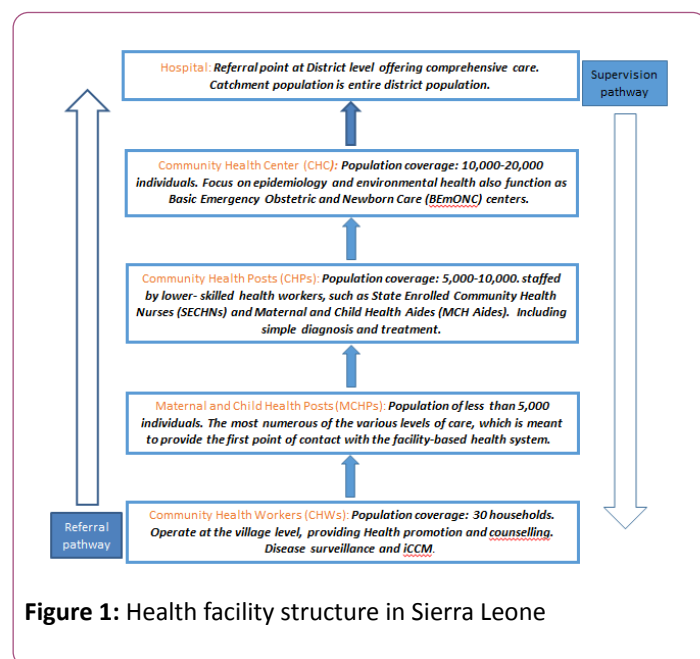 Hospital: Referral point at District level offering comprehensive care.
Catchment population is entire district population.
Supervision
pathway
Community Health Center (CHC): Population coverage: 10,000-20,000
individuals. Focus on epidemiology and environmental health also function as
Basic Emergency Obstetric and Newborn Care (BEmONC) centers.
Community Health Posts (CHPs): Population coverage: 5,000-10,000. staffed
by lower- skilled health workers, such as State Enrolled Community Health
Nurses (SECHNs) and Maternal and Child Health Aides (MCH Aides). Including
simple diagnosis and treatment.
Maternal and Child Health Posts (MCHPs): Population of less than 5,000
individuals. The most numerous of the various levels of care, which is meant
to provide the first point of contact with the facility-based health system.
Community Health Workers (CHWs): Population coverage: 30 households.
Operate at the village level, providing Health promotion and counselling.
Disease surveillance and iCCM.
Referral
pathway
Figure 1: Health facility structure in Sierra Leone